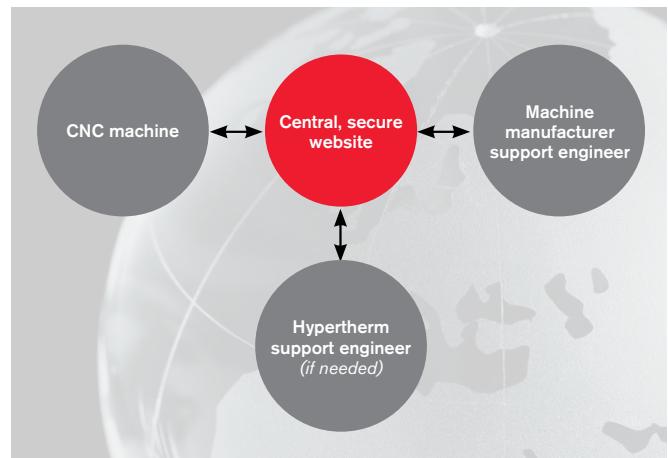 CNC machine
Central, secure
website
Machine
manufacturer
support engineer
Hypertherm
support engineer
(if needed)